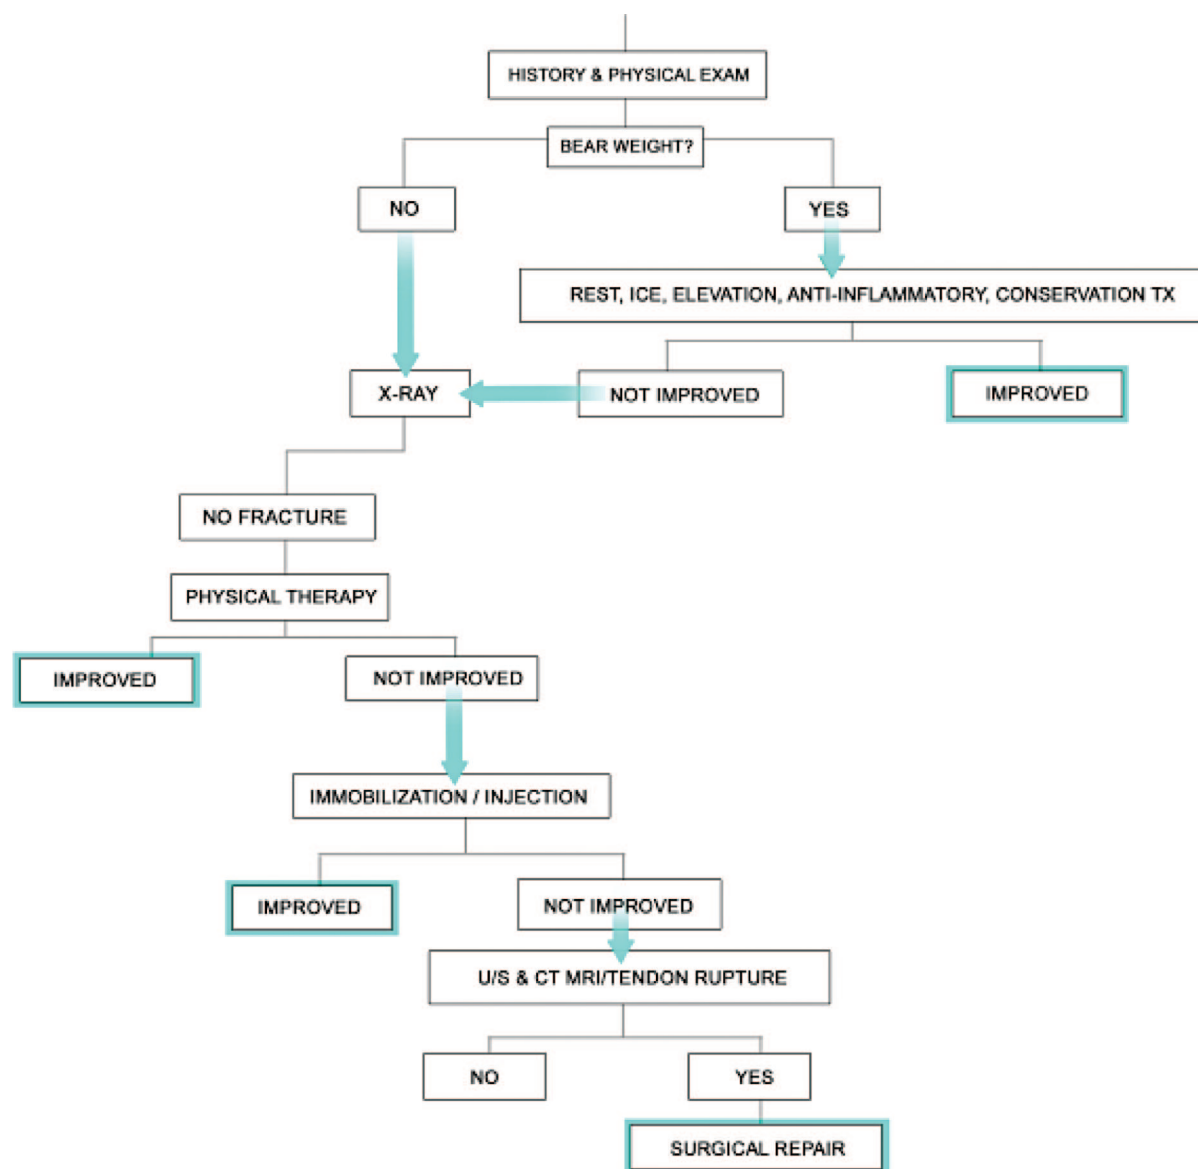 HISTORY & PHYSICAL EXAM
BEAR WEIGHT?
NO
YES
REST, ICE, ELEVATION, ANTI-INFLAMMATORY, CONSERVATION TX
X-RAY
NOT IMPROVED
IMPROVED
NO FRACTURE
PHYSICAL THERAPY
IMPROVED
NOT IMPROVED
IMMOBILIZATION / INJECTION
IMPROVED
NOT IMPROVED
U/S & CT MRI/TENDON RUPTURE
NO
YES
SURGICAL REPAIR